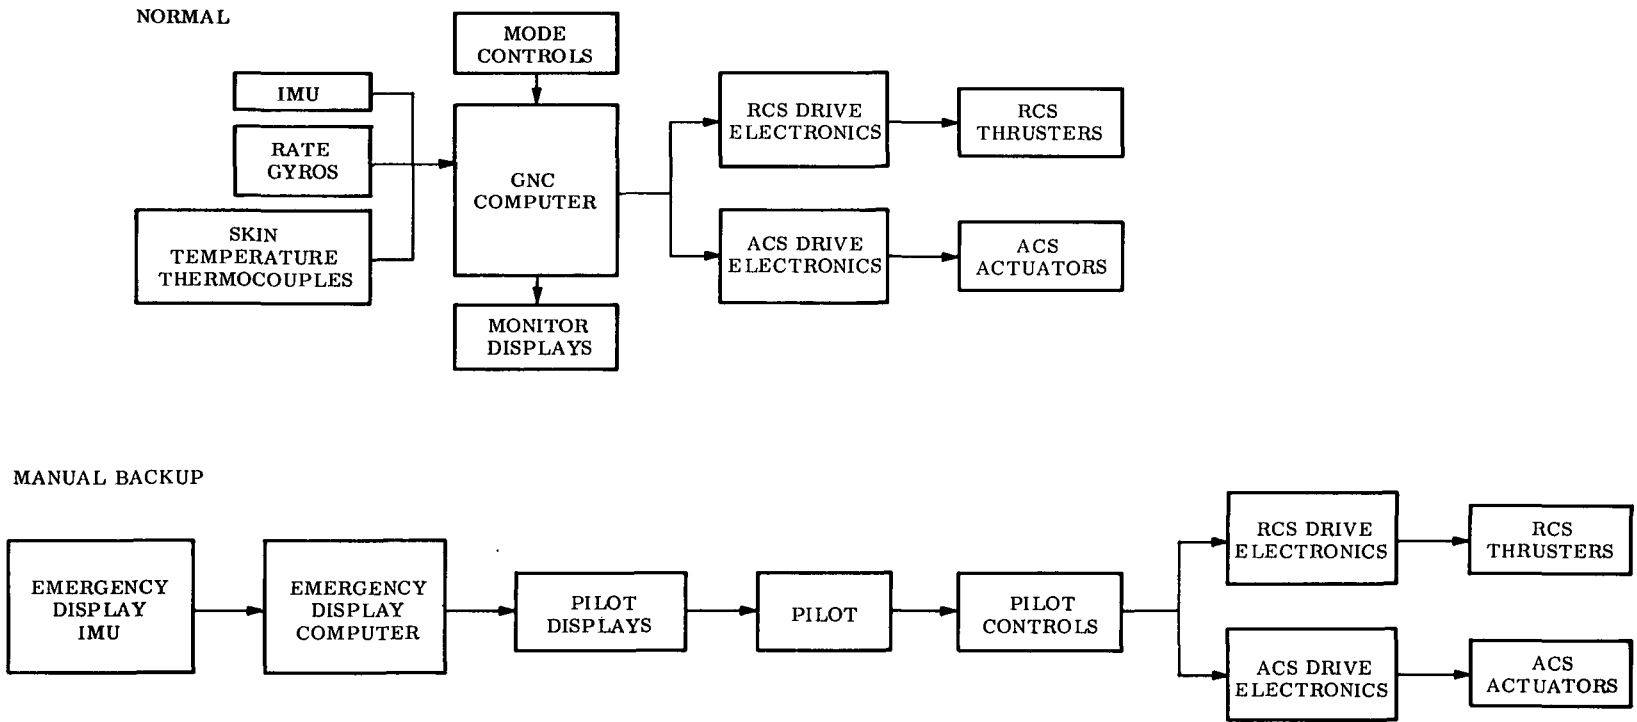 NORMAL
MODE
CONTROLS
IMU
RATE
GYROS
SKIN
TEMPERATURE
THERMOCOUPLES
GNC
COMPUTER
MONITOR
DISPLAYS
RCS DRIVE
ELECTRONICS
RCS
THRUSTERS
ACS DRIVE
ELECTRONICS
ACS
ACTUATORS
MANUAL BACKUP
EMERGENCY
DISPLAY
IMU
EMERGENCY
DISPLAY
COMPUTER
PILOT
DISPLAYS
PILOT
PILOT
CONTROLS
RCS DRIVE
ELECTRONICS
RCS
THRUSTERS
ACS DRIVE
ELECTRONICS
ACS
ACTUATORS